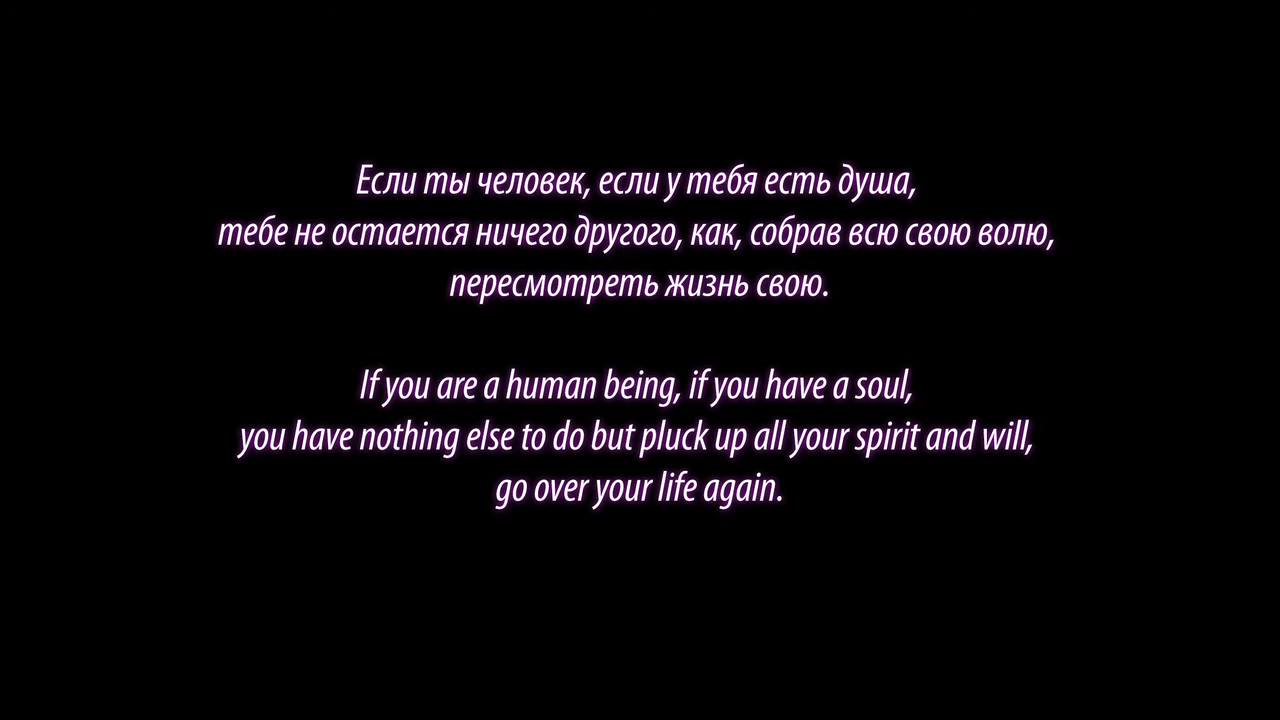 Если ты человек, если у тебя есть душа,
тебе не остается ничего другого, как, собрав всю свою волю,
пересмотреть жизнь свою.
If you are a human being, if you have a soul,
you have nothing else to do but pluck up all your spirit and will,
go over your life again.